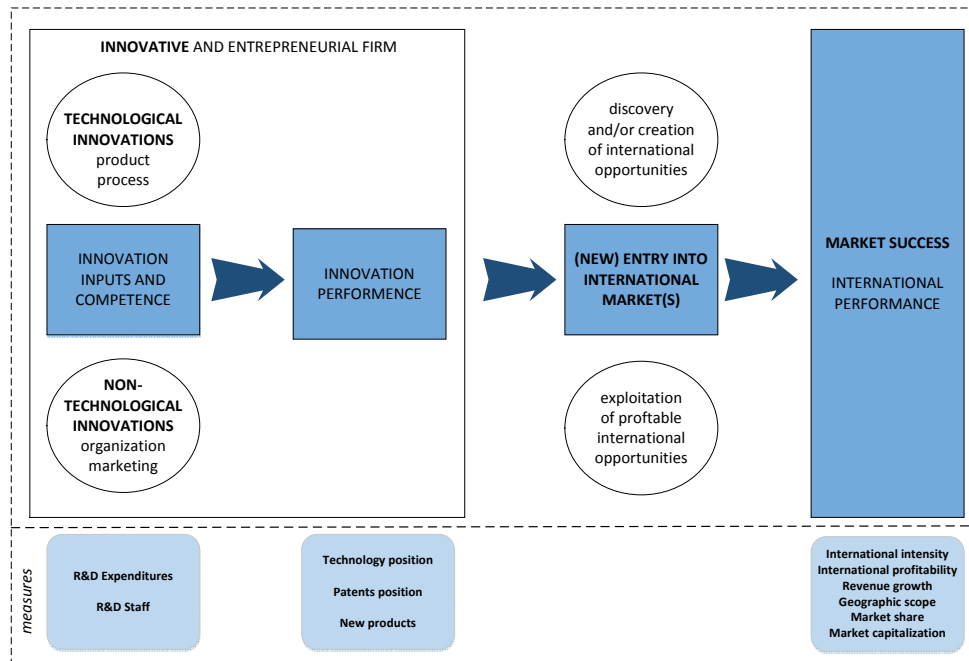 INNOVATIVE AND ENTREPRENEURIAL FIRM
TECHNOLOGICAL
INNOVATIONS
product
process
INNOVATION
INPUTS AND
COMPETENCE
NON-
TECHNOLOGICAL
INNOVATIONS
organization
marketing
INNOVATION
PERFORMENCE
discovery
and/or creation
of international
opportunities
(NEW) ENTRY INTO
INTERNATIONAL
MARKET(S)
exploitation
of proftable
international
opportunities
MARKET SUCCESS
INTERNATIONAL
PERFORMANCE
measures
R&D Expenditures
R&D Staff
Technology position
Patents position
New products
International intensity
International profitability
Revenue growth
Geographic scope
Market share
Market capitalization